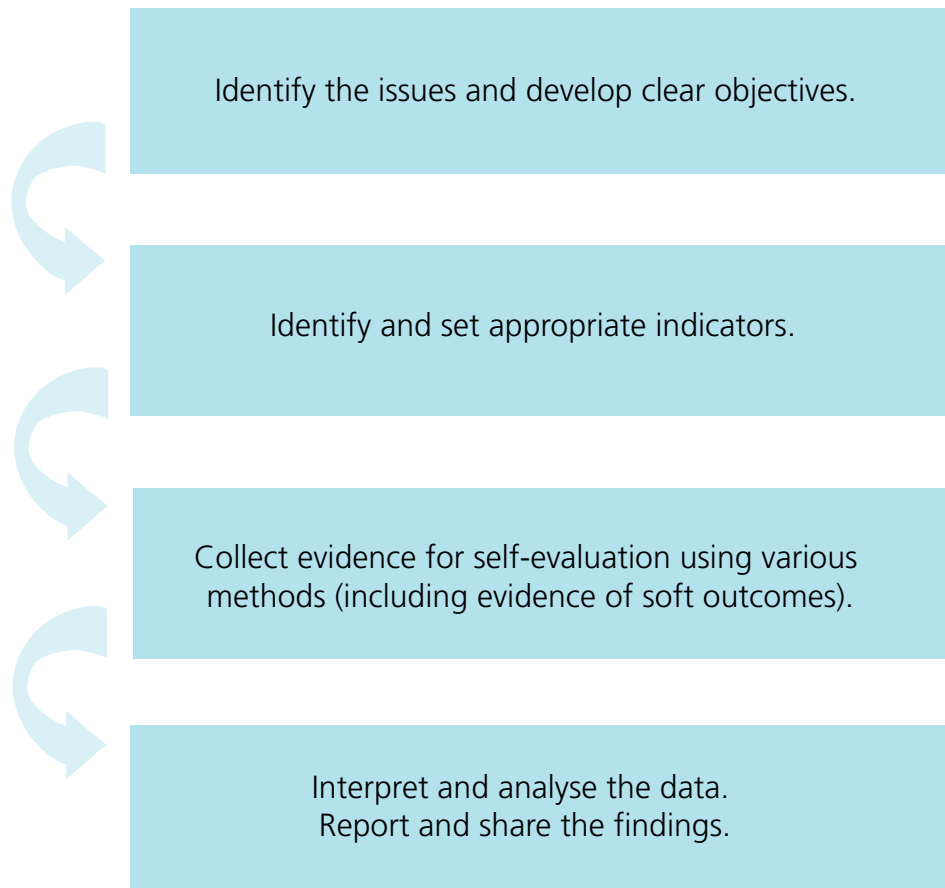 Identify the issues and develop clear objectives.
Identify and set appropriate indicators.
Collect evidence for self-evaluation using various
methods (including evidence of soft outcomes).
Interpret and analyse the data.
Report and share the findings.